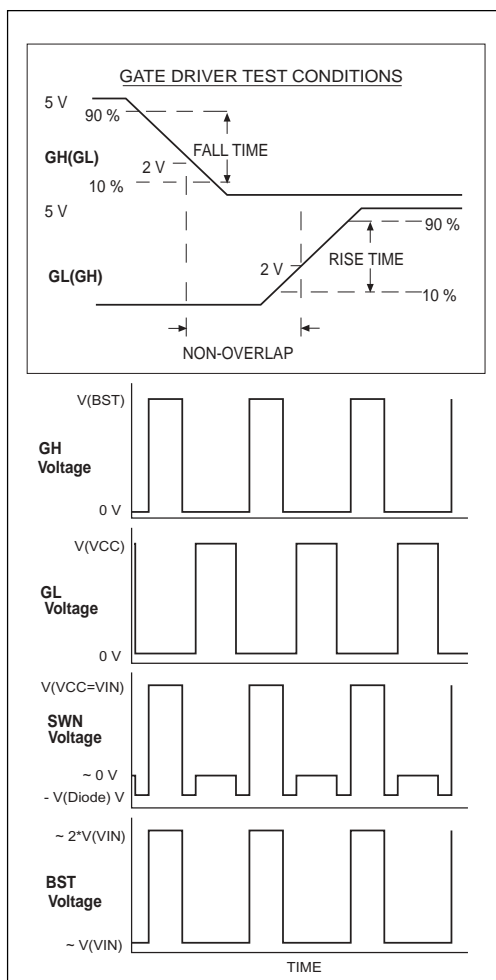 GATE DRIVER TEST CONDITIONS
5 V
90 %
FALL TIME
GH(GL)
2 V
10 %
5 V
90 %
RISE TIME
2 V
GL(GH)
10 %
NON-OVERLAP
V(BST)
GH
Voltage
0 V
V(VCC)
GL
Voltage
0 V
V(VCC=VIN)
SWN
Voltage
~ 0 V
- V(Diode) V
~ 2*V(VIN)
BST
Voltage
~ V(VIN)
TIME